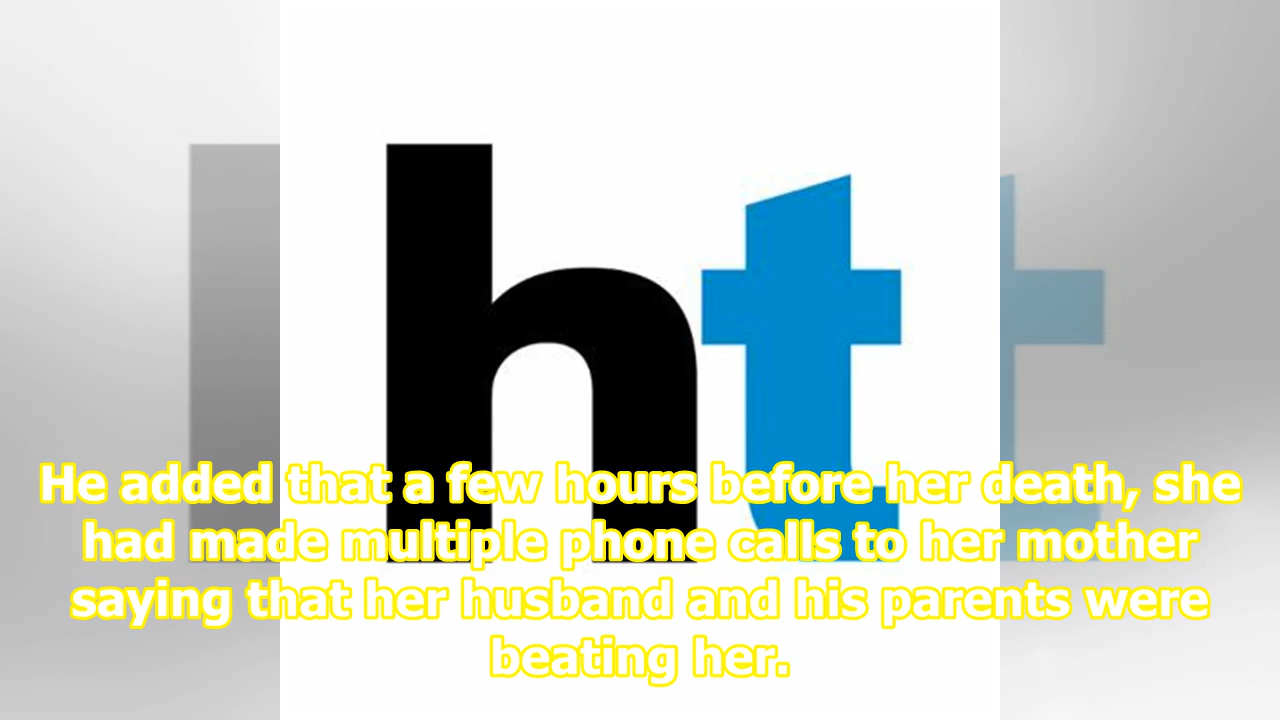 ht
He added that a few hours before her death, she
had made multiple phone calls to her mother
saying that her husband and his parents were
beating her.